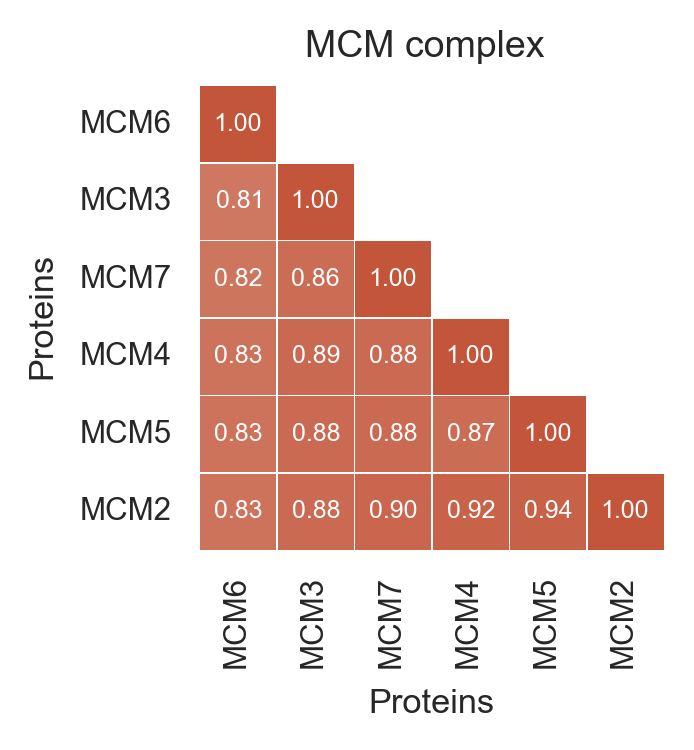 MCM complex
MCM6 1.00
MCM3 0.81 1.00
MCM7 0.82 0.86 1.00
MCM4 0.83 0.89 0.88 1.00
MCM5 0.83 0.88 0.88 0.87 1.00
MCM2 0.83 0.88 0.90 0.92 0.94 1.00
Proteins
MCM6 MCM3 MCM7 MCM4 MCM5 MCM2
Proteins